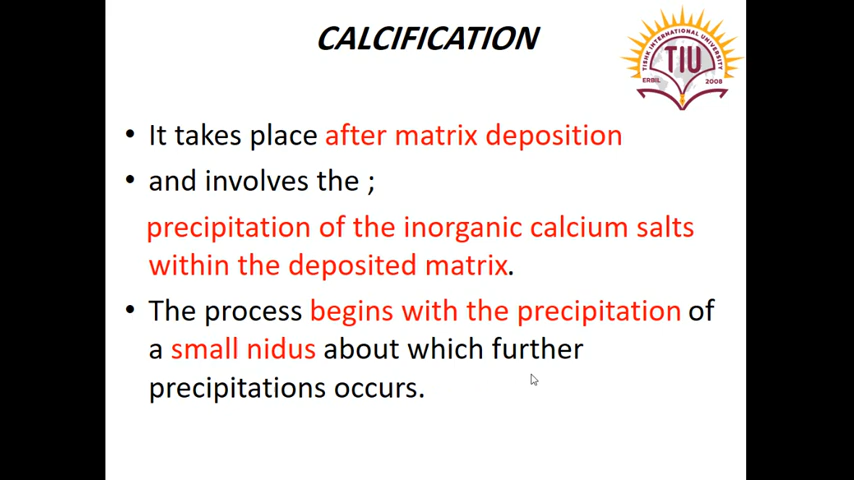 CALCIFICATION
TISHK INTERNATIONAL UNIVERSITY
TIU
ERBIL 2008
• It takes place after matrix deposition
• and involves the ;
precipitation of the inorganic calcium salts
within the deposited matrix.
• The process begins with the precipitation of
a small nidus about which further
precipitations occurs.